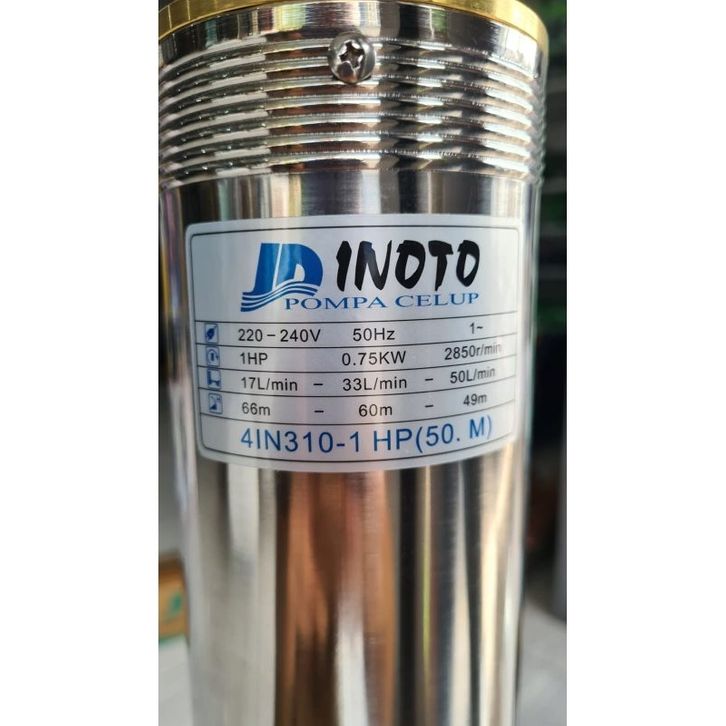 JD INOTO
POMPA CELUP
220-240V 50Hz 1~
1HP 0.75KW 2850r/min
17L/min - 33L/min - 50L/min
66m - 60m - 49m
4IN310-1 HP(50. M)